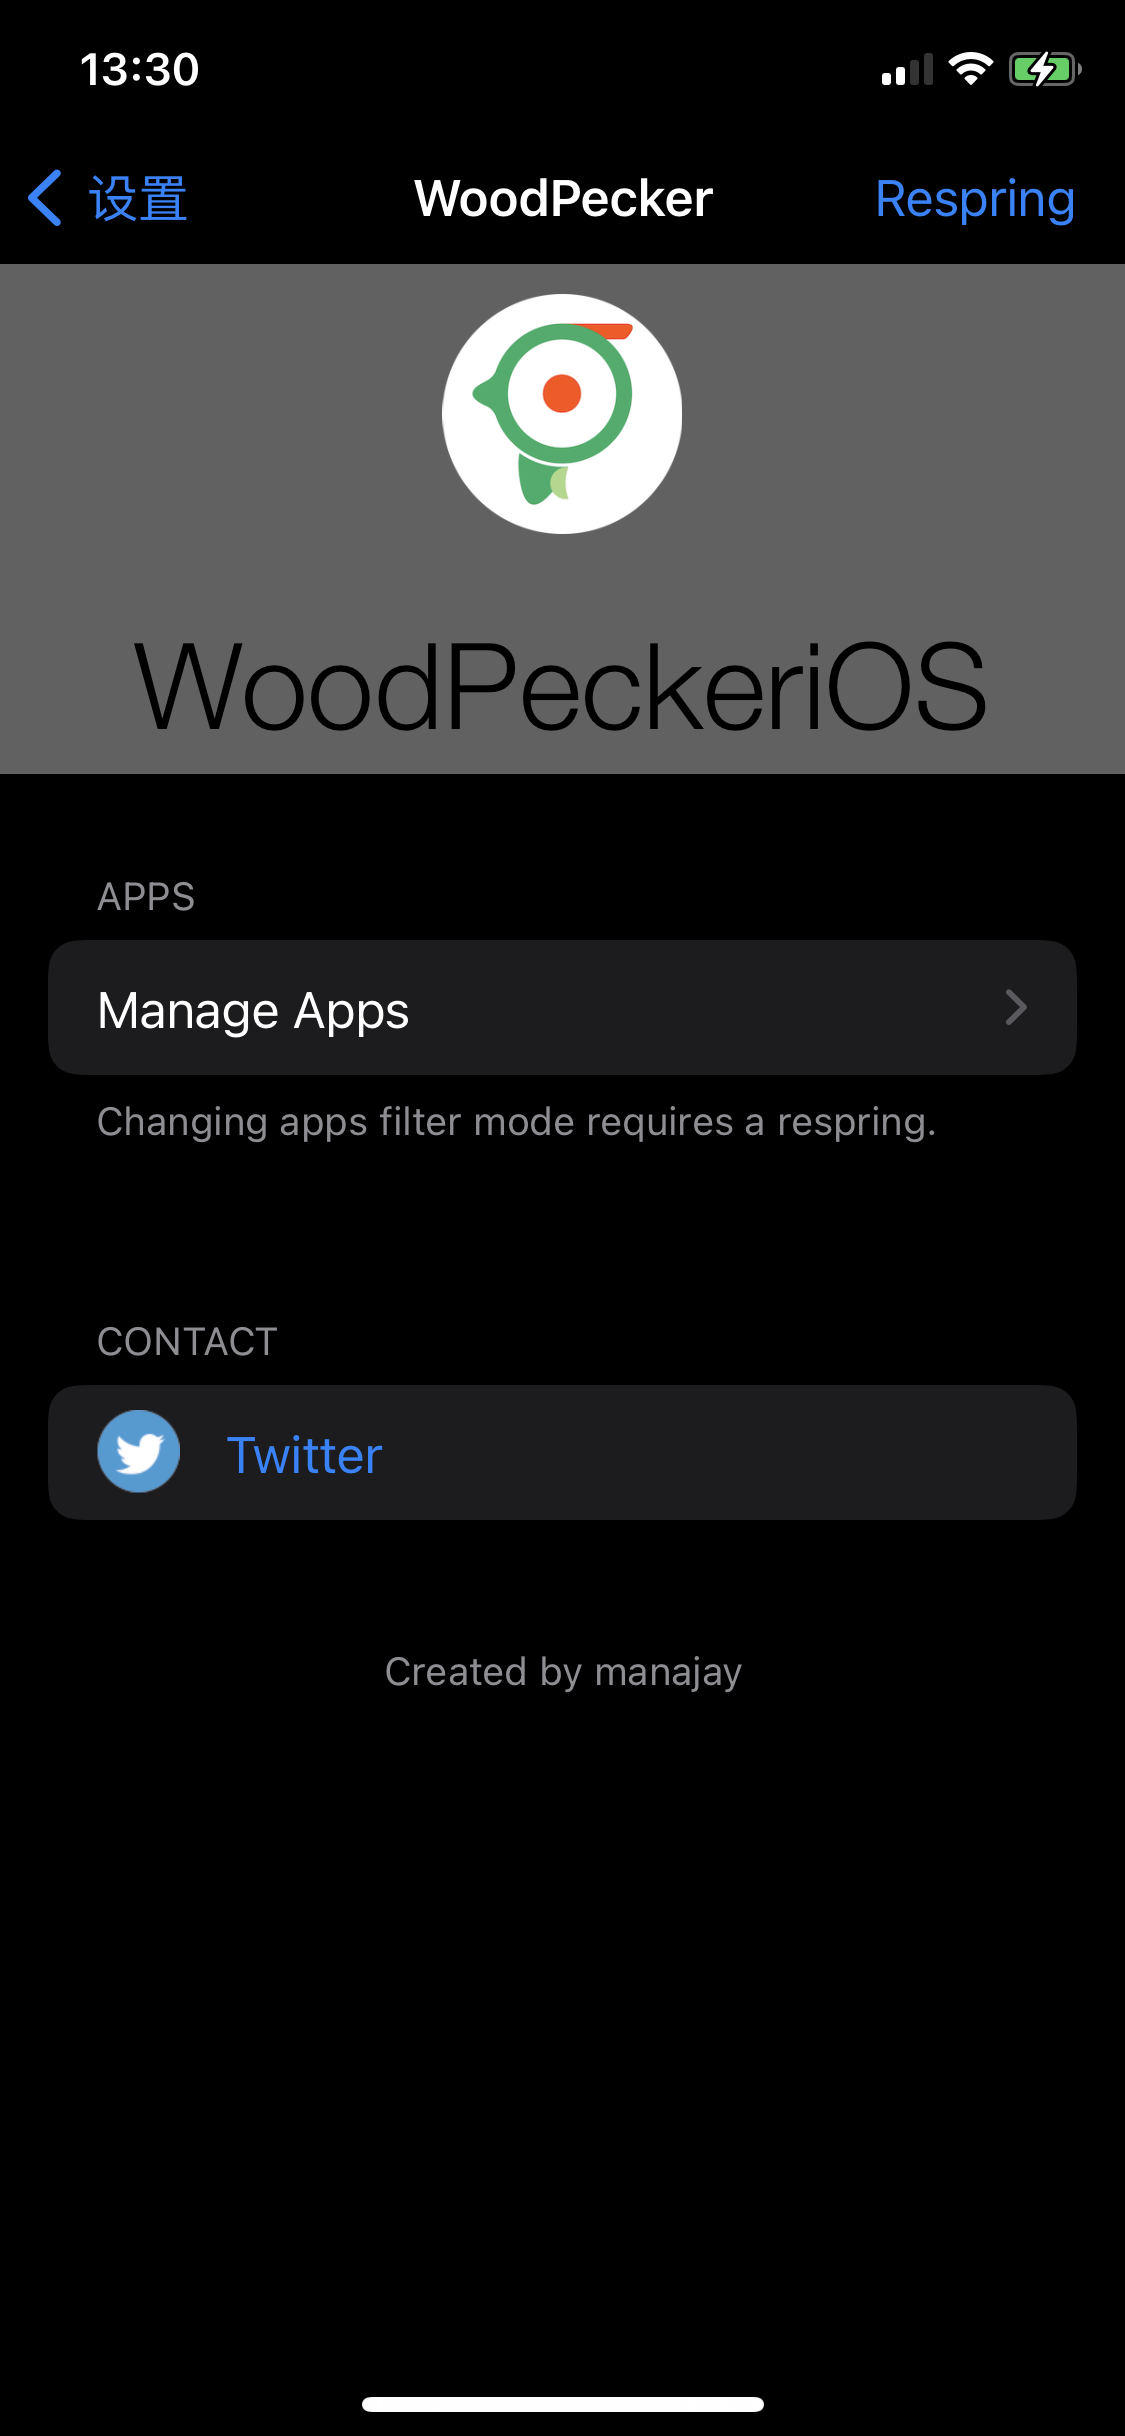 13:30
设置
WoodPecker
Respring
WoodPeckeriOS
APPS
Manage Apps
Changing apps filter mode requires a respring.
CONTACT
Twitter
Created by manajay